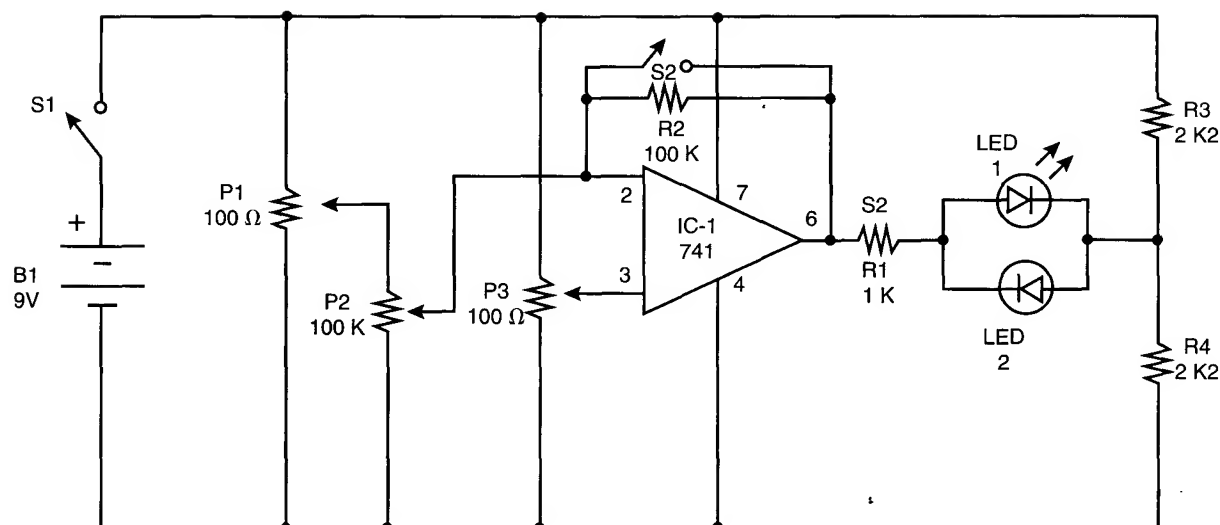 S1
+
-
B1
9V
P1
100 Ω
P2
100 K
P3
100 Ω
S2
R2
100 K
2
3
7
6
4
IC-1
741
S2
R1
1 K
LED
1
LED
2
R3
2 K2
R4
2 K2